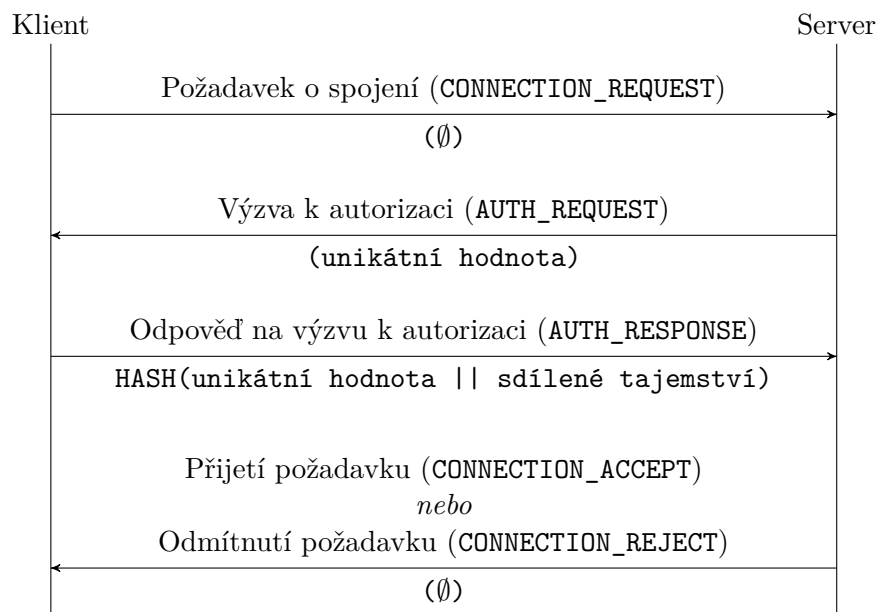 Klient Server
Požadavek o spojení (CONNECTION_REQUEST)
(∅)
Výzva k autorizaci (AUTH_REQUEST)
(unikátní hodnota)
Odpověď na výzvu k autorizaci (AUTH_RESPONSE)
HASH(unikátní hodnota || sdílené tajemství)
Přijetí požadavku (CONNECTION_ACCEPT)
nebo
Odmítnutí požadavku (CONNECTION_REJECT)
(∅)